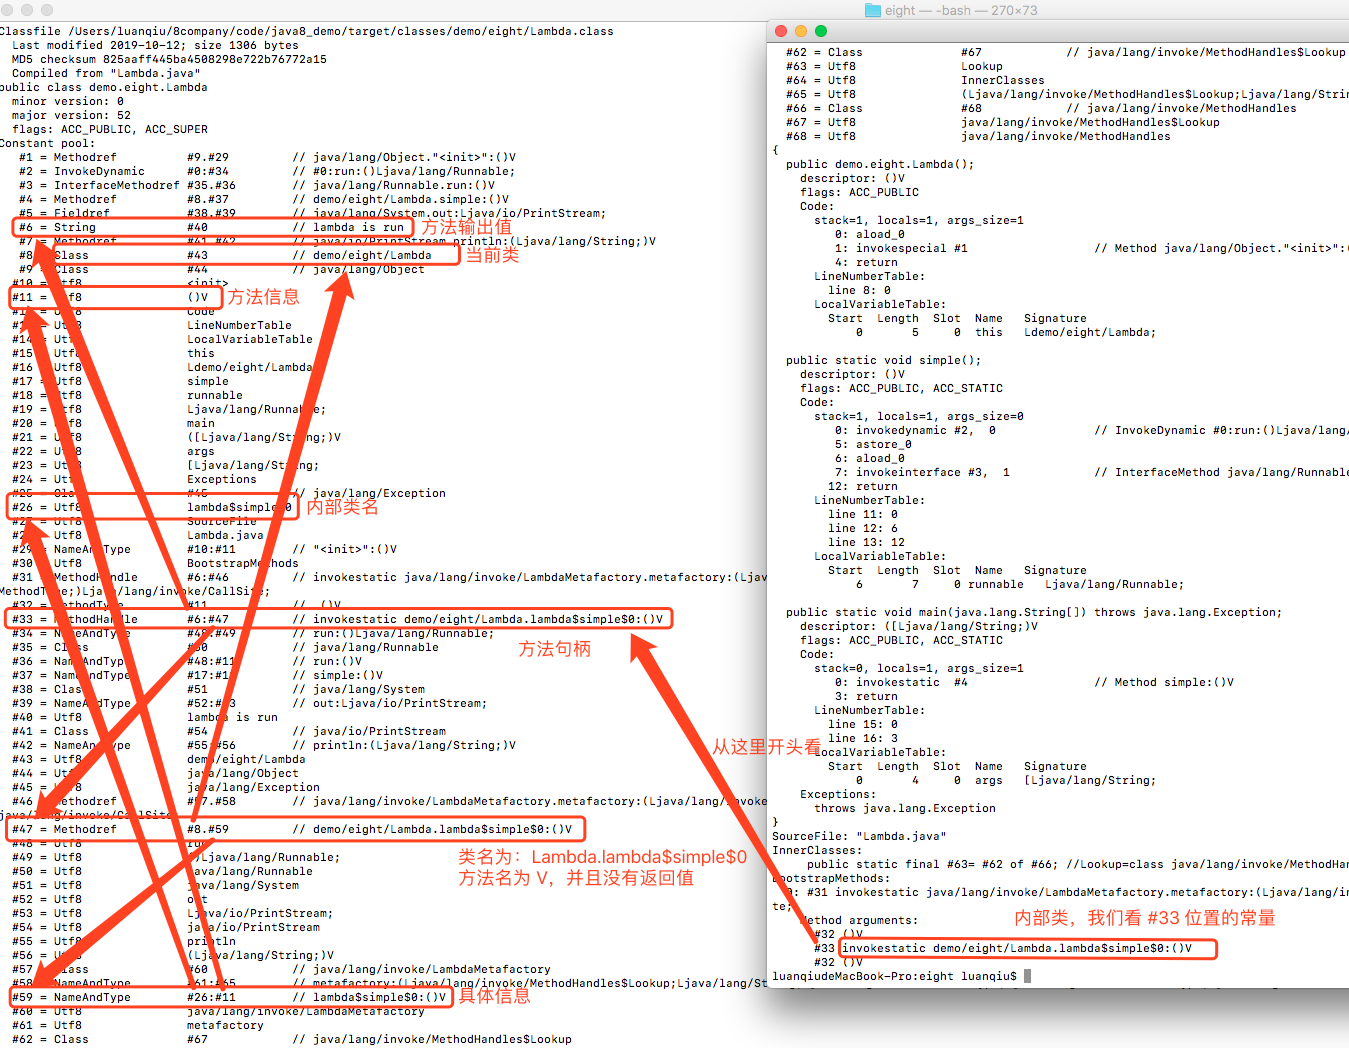 eight — -bash — 270×73
Classfile /Users/luanqiu/8company/code/java8_demo/target/classes/demo/eight/Lambda.class
Last modified 2019-10-12; size 1306 bytes
MD5 checksum 825aaff445ba4508298e722b76772a15
Compiled from "Lambda.java"
public class demo.eight.Lambda
minor version: 0
major version: 52
flags: ACC_PUBLIC, ACC_SUPER
Constant pool:
#1 = Methodref #9.#29 // java/lang/Object."<init>":()V
#2 = InvokeDynamic #0:#34 // #0:run:()Ljava/lang/Runnable;
#3 = InterfaceMethodref #35.#36 // java/lang/Runnable.run:()V
#4 = Methodref #8.#37 // demo/eight/Lambda.simple:()V
#5 = Fieldref #38.#39 // java/lang/System.out:Ljava/io/PrintStream;
#6 = String #40 // lambda is run 方法输出值
#7 = Methodref #41.#42 // java/io/PrintStream.println:(Ljava/lang/String;)V
#8 = Class #43 // demo/eight/Lambda 当前类
#9 = Class #44 // java/lang/Object
#10 = Utf8 <init>
#11 = Utf8 ()V 方法信息
Code
LineNumberTable
#14 = Utf8 LocalVariableTable
#15 = Utf8 this
#16 = Utf8 Ldemo/eight/Lambda;
#17 = Utf8 simple
#18 = Utf8 runnable
#19 = Utf8 Ljava/lang/Runnable;
#20 = Utf8 main
#21 = Utf8 ([Ljava/lang/String;)V
#22 = Utf8 args
#23 = Utf8 [Ljava/lang/String;
#24 = Utf8 Exceptions
#25 = Class #45 // java/lang/Exception
#26 = Utf8 lambda$simple$0 内部类名
#27 = Utf8 SourceFile
Utf8 Lambda.java
#29 = NameAndType #10:#11 // "<init>":()V
#30 = Utf8 BootstrapMethods
#31 = MethodHandle #6:#46 // invokestatic java/lang/invoke/LambdaMetafactory.metafactory:(Ljav
MethodType;)Ljava/lang/invoke/CallSite;
#32 = MethodType #11 // ()V
#33 = MethodHandle #6:#47 // invokestatic demo/eight/Lambda.lambda$simple$0:()V
#34 = NameAndType #48:#49 // run:()Ljava/lang/Runnable;
#35 = Class #50 // java/lang/Runnable
方法句柄
#36 = NameAndType #48:#11 // run:()V
#37 = NameAndType #17:#11 // simple:()V
#38 = Class #51 // java/lang/System
#39 = NameAndType #52:#53 // out:Ljava/io/PrintStream;
#40 = Utf8 lambda is run
#41 = Class #54 // java/io/PrintStream
#42 = NameAndType #55:#56 // println:(Ljava/lang/String;)V
#43 = Utf8 demo/eight/Lambda
#44 = Utf8 java/lang/Object
#45 = Utf8 java/lang/Exception
#46 = Methodref #57.#58 // java/lang/invoke/LambdaMetafactory.metafactory:(Ljava/lang/invoke
java/lang/invoke/CallSite;
#47 = Methodref #8.#59 // demo/eight/Lambda.lambda$simple$0:()V
#48 = Utf8 run
#49 = Utf8 ()Ljava/lang/Runnable;
#50 = Utf8 java/lang/Runnable
类名为：Lambda.lambda$simple$0
方法名为 V，并且没有返回值
#51 = Utf8 java/lang/System
#52 = Utf8 out
#53 = Utf8 Ljava/io/PrintStream;
#54 = Utf8 java/io/PrintStream
#55 = Utf8 println
#56 = Utf8 (Ljava/lang/String;)V
#57 = Class #60 // java/lang/invoke/LambdaMetafactory
#58 = NameAndType #61:#65 // metafactory:(Ljava/lang/invoke/MethodHandles$Lookup;Ljava/lang/St
#59 = NameAndType #26:#11 // lambda$simple$0:()V 具体信息
#60 = Utf8 java/lang/invoke/LambdaMetafactory
#61 = Utf8 metafactory
#62 = Class #67 // java/lang/invoke/MethodHandles$Lookup
#62 = Class #67 // java/lang/invoke/MethodHandles$Lookup
#63 = Utf8 Lookup
#64 = Utf8 InnerClasses
#65 = Utf8 (Ljava/lang/invoke/MethodHandles$Lookup;Ljava/lang/Strin
#66 = Class #68 // java/lang/invoke/MethodHandles
#67 = Utf8 java/lang/invoke/MethodHandles$Lookup
#68 = Utf8 java/lang/invoke/MethodHandles
{
public demo.eight.Lambda();
descriptor: ()V
flags: ACC_PUBLIC
Code:
stack=1, locals=1, args_size=1
0: aload_0
1: invokespecial #1 // Method java/lang/Object."<init>":(
4: return
LineNumberTable:
line 8: 0
LocalVariableTable:
Start Length Slot Name Signature
0 5 0 this Ldemo/eight/Lambda;
public static void simple();
descriptor: ()V
flags: ACC_PUBLIC, ACC_STATIC
Code:
stack=1, locals=1, args_size=0
0: invokedynamic #2, 0 // InvokeDynamic #0:run:()Ljava/lang/
5: astore_0
6: aload_0
7: invokeinterface #3, 1 // InterfaceMethod java/lang/Runnable
12: return
LineNumberTable:
line 11: 0
line 12: 6
line 13: 12
LocalVariableTable:
Start Length Slot Name Signature
6 7 0 runnable Ljava/lang/Runnable;
public static void main(java.lang.String[]) throws java.lang.Exception;
descriptor: ([Ljava/lang/String;)V
flags: ACC_PUBLIC, ACC_STATIC
Code:
stack=0, locals=1, args_size=1
0: invokestatic #4 // Method simple:()V
3: return
LineNumberTable:
line 15: 0
line 16: 3
从这里开头看
LocalVariableTable:
Start Length Slot Name Signature
0 4 0 args [Ljava/lang/String;
Exceptions:
throws java.lang.Exception
}
SourceFile: "Lambda.java"
InnerClasses:
public static final #63= #62 of #66; //Lookup=class java/lang/invoke/MethodHan
BootstrapMethods:
0: #31 invokestatic java/lang/invoke/LambdaMetafactory.metafactory:(Ljava/lang/in
te;
Method arguments:
内部类，我们看 #33 位置的常量
#32 ()V
#33 invokestatic demo/eight/Lambda.lambda$simple$0:()V
#32 ()V
luanqiudeMacBook-Pro:eight luanqiu$